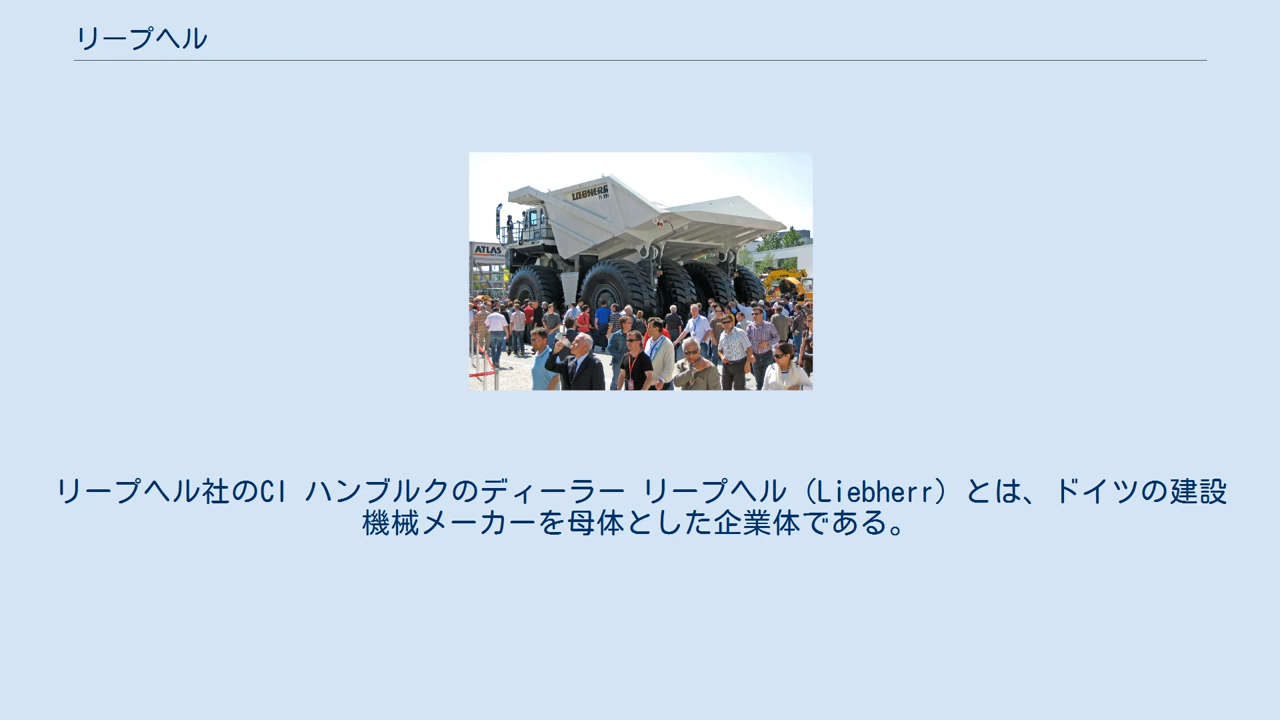 リープヘル
LIEBHERR
ATLAS
リープヘル社のCI ハンブルクのディーラー リープヘル（Liebherr）とは、ドイツの建設
機械メーカーを母体とした企業体である。